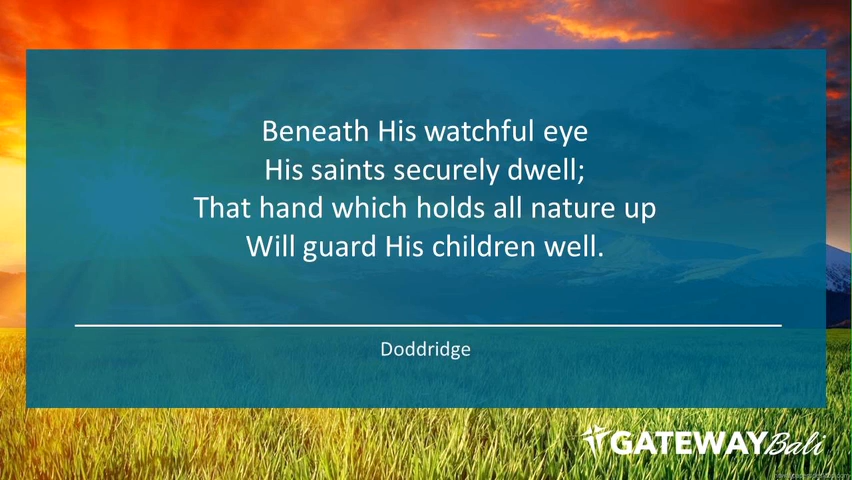 Beneath His watchful eye
His saints securely dwell;
That hand which holds all nature up
Will guard His children well.
Doddridge
GATEWAY Bali